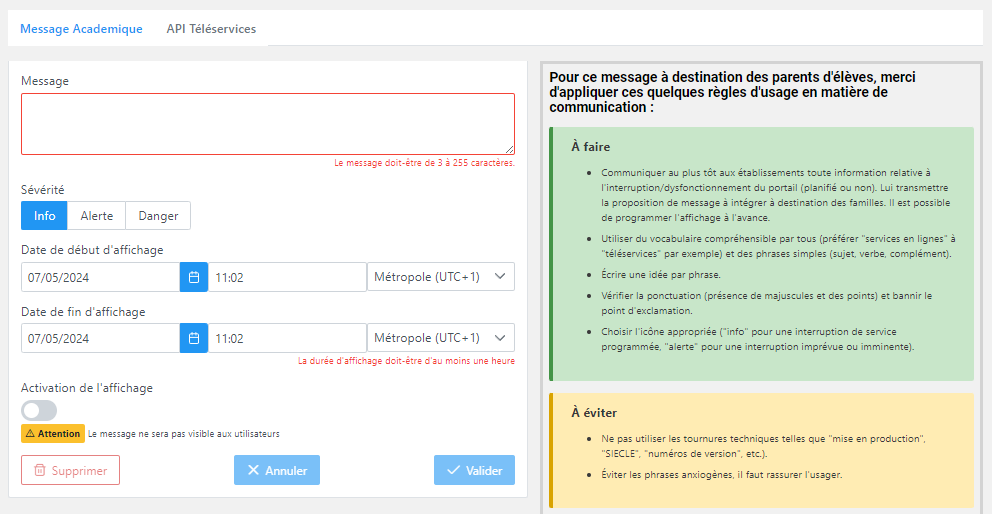 Message Academique API Téléservices
Message
Le message doit-être de 3 à 255 caractères.
Sévérité
Info Alerte Danger
Date de début d'affichage
07/05/2024 11:02 Métropole (UTC+1)
Date de fin d'affichage
07/05/2024 11:02 Métropole (UTC+1)
La durée d'affichage doit-être d'au moins une heure
Activation de l'affichage
Attention Le message ne sera pas visible aux utilisateurs
Supprimer Annuler Valider
Pour ce message à destination des parents d'élèves, merci
d'appliquer ces quelques règles d'usage en matière de
communication :
À faire
• Communiquer au plus tôt aux établissements toute information relative à
l'interruption/dysfonctionnement du portail (planifié ou non). Lui transmettre
la proposition de message à intégrer à destination des familles. Il est possible
de programmer l'affichage à l'avance.
• Utiliser du vocabulaire compréhensible par tous (préférer "services en lignes" à
"téléservices" par exemple) et des phrases simples (sujet, verbe, complément).
• Écrire une idée par phrase.
• Vérifier la ponctuation (présence de majuscules et des points) et bannir le
point d'exclamation.
• Choisir l'icône appropriée ("info" pour une interruption de service
programmée, "alerte" pour une interruption imprévue ou imminente).
À éviter
• Ne pas utiliser les tournures techniques telles que "mise en production",
"SIECLE", "numéros de version", etc.).
• Éviter les phrases anxiogènes, il faut rassurer l'usager.